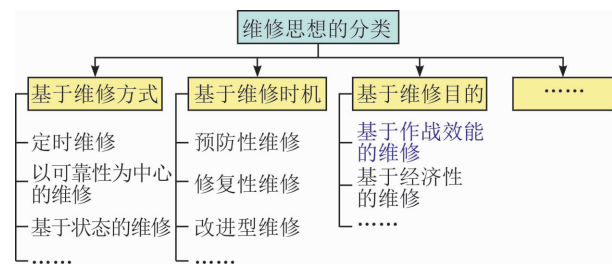 维修思想的分类
基于维修方式
定时维修
以可靠性为中心
的维修
基于状态的维修
……
基于维修时机
预防性维修
修复性维修
改进型维修
……
基于维修目的
基于作战效能
的维修
基于经济性
的维修
……
……